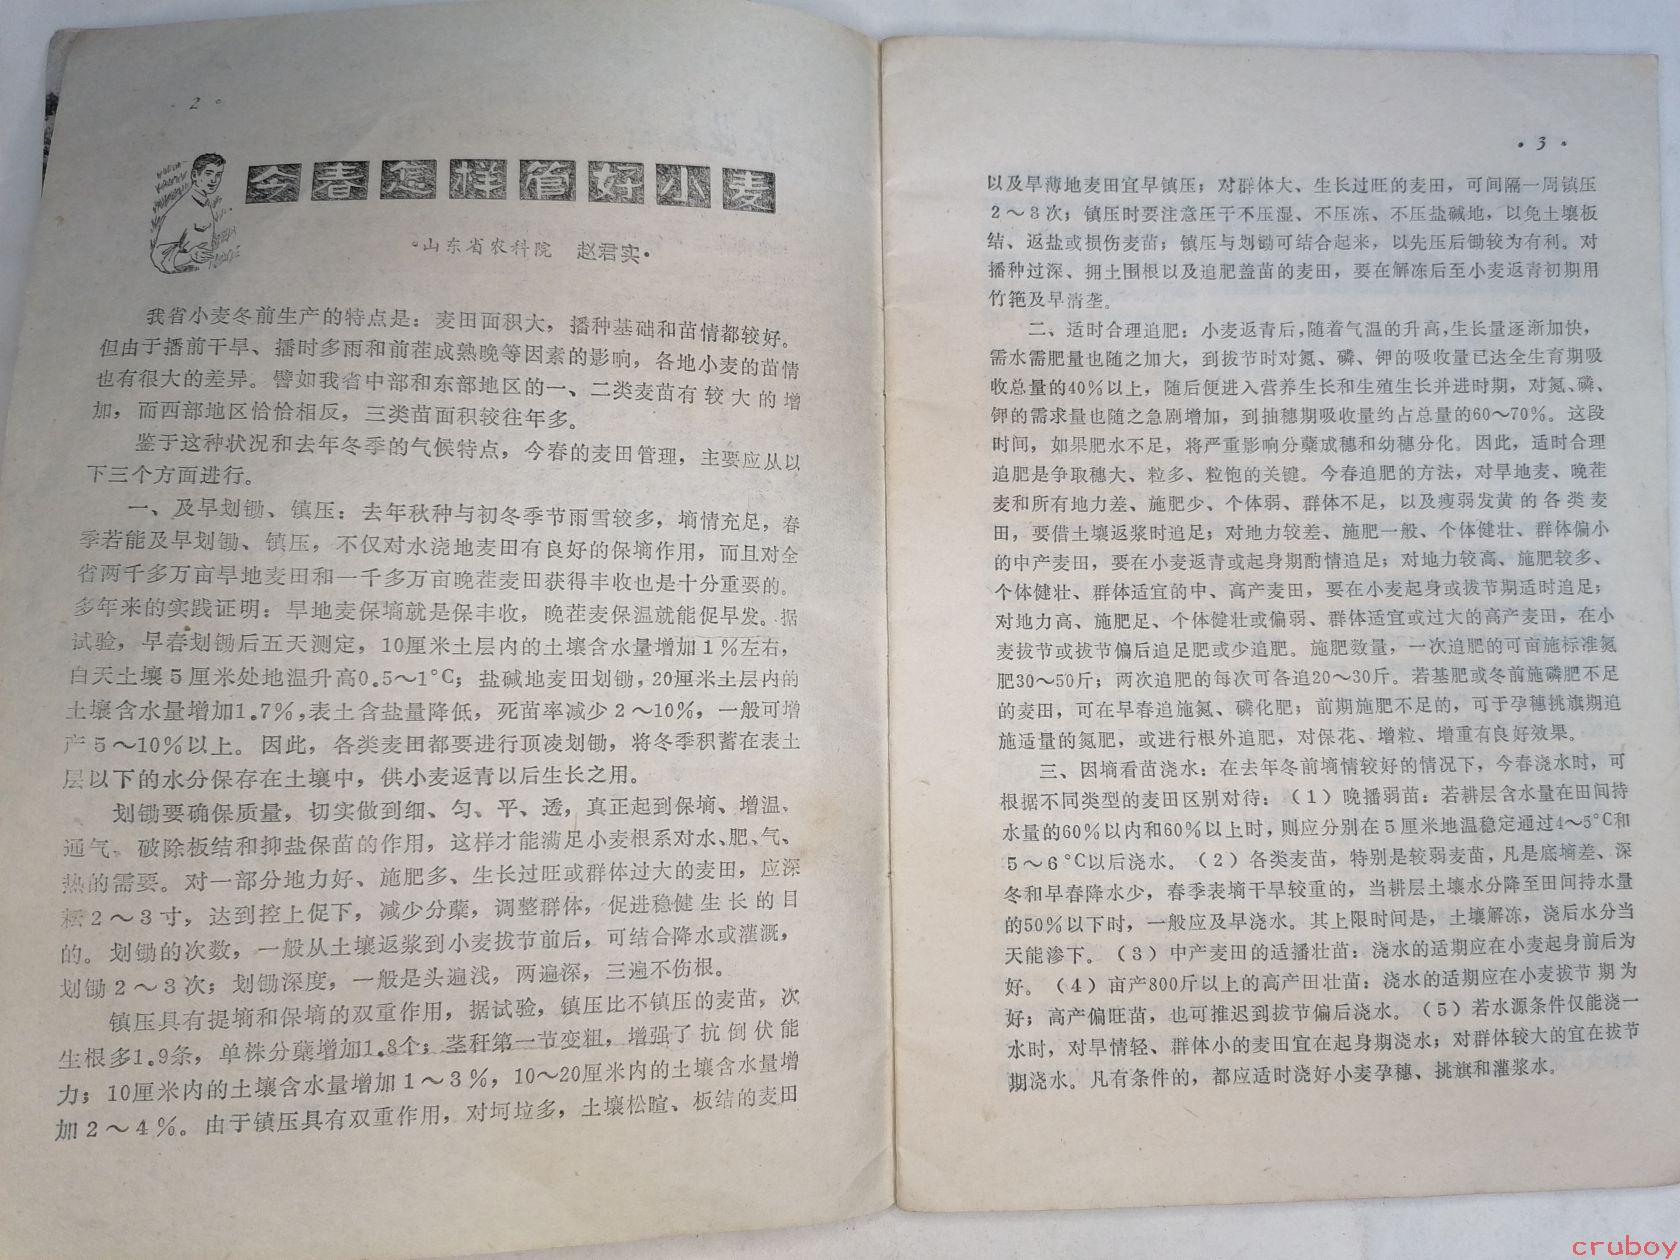 · 2 ·
今春怎样管好小麦
·山东省农科院 赵君实·
我省小麦冬前生产的特点是：麦田面积大，播种基础和苗情都较好。
但由于播前干旱、播时多雨和前茬成熟晚等因素的影响，各地小麦的苗情
也有很大的差异。譬如我省中部和东部地区的一、二类麦苗有较大的增
加，而西部地区恰恰相反，三类苗面积较往年多。
鉴于这种状况和去年冬季的气候特点，今春的麦田管理，主要应从以
下三个方面进行。
一、及早划锄、镇压：去年秋种与初冬季节雨雪较多，墒情充足，春
季若能及早划锄、镇压，不仅对水浇地麦田有良好的保墒作用，而且对全
省两千多万亩旱地麦田和一千多万亩晚茬麦田获得丰收也是十分重要的。
多年来的实践证明：旱地麦保墒就是保丰收，晚茬麦保温就能促早发。据
试验，早春划锄后五天测定，10厘米土层内的土壤含水量增加1％左右，
白天土壤5厘米处地温升高0.5～1°C；盐碱地麦田划锄，20厘米土层内的
土壤含水量增加1.7％，表土含盐量降低，死苗率减少2～10％，一般可增
产5～10％以上。因此，各类麦田都要进行顶凌划锄，将冬季积蓄在表土
层以下的水分保存在土壤中，供小麦返青以后生长之用。
划锄要确保质量，切实做到细、匀、平、透，真正起到保墒、增温、
通气、破除板结和抑盐保苗的作用，这样才能满足小麦根系对水、肥、气、
热的需要。对一部分地力好、施肥多、生长过旺或群体过大的麦田，应深
耘2～3寸，达到控上促下，减少分蘖，调整群体，促进稳健生长的目
的。划锄的次数，一般从土壤返浆到小麦拔节前后，可结合降水或灌溉，
划锄2～3次；划锄深度，一般是头遍浅，两遍深，三遍不伤根。
镇压具有提墒和保墒的双重作用，据试验，镇压比不镇压的麦苗，次
生根多1.9条，单株分蘖增加1.8个；茎秆第一节变粗，增强了抗倒伏能
力；10厘米内的土壤含水量增加1～3％，10～20厘米内的土壤含水量增
加2～4％。由于镇压具有双重作用，对坷垃多，土壤松暄、板结的麦田
· 3 ·
以及旱薄地麦田宜早镇压；对群体大、生长过旺的麦田，可间隔一周镇压
2～3次；镇压时要注意压干不压湿、不压冻、不压盐碱地，以免土壤板
结、返盐或损伤麦苗；镇压与划锄可结合起来，以先压后锄较为有利。对
播种过深、拥土围根以及追肥盖苗的麦田，要在解冻后至小麦返青初期用
竹筢及早清垄。
二、适时合理追肥：小麦返青后，随着气温的升高，生长量逐渐加快，
需水需肥量也随之加大，到拔节时对氮、磷、钾的吸收量已达全生育期吸
收总量的40％以上，随后便进入营养生长和生殖生长并进时期，对氮、磷、
钾的需求量也随之急剧增加，到抽穗期吸收量约占总量的60～70％。这段
时间，如果肥水不足，将严重影响分蘖成穗和幼穗分化。因此，适时合理
追肥是争取穗大、粒多、粒饱的关键。今春追肥的方法，对旱地麦、晚茬
麦和所有地力差、施肥少、个体弱、群体不足，以及瘦弱发黄的各类麦
田，要借土壤返浆时追足；对地力较差、施肥一般、个体健壮、群体偏小
的中产麦田，要在小麦返青或起身期酌情追足；对地力较高、施肥较多、
个体健壮、群体适宜的中、高产麦田，要在小麦起身或拔节期适时追足；
对地力高、施肥足、个体健壮或偏弱、群体适宜或过大的高产麦田，在小
麦拔节或拔节偏后追足肥或少追肥。施肥数量，一次追肥的可亩施标准氮
肥30～50斤；两次追肥的每次可各追20～30斤。若基肥或冬前施磷肥不足
的麦田，可在早春追施氮、磷化肥；前期施肥不足的，可于孕穗挑旗期追
施适量的氮肥，或进行根外追肥，对保花、增粒、增重有良好效果。
三、因墒看苗浇水：在去年冬前墒情较好的情况下，今春浇水时，可
根据不同类型的麦田区别对待：（1）晚播弱苗：若耕层含水量在田间持
水量的60％以内和60％以上时，则应分别在5厘米地温稳定通过4～5°C和
5～6°C以后浇水。（2）各类麦苗，特别是较弱麦苗，凡是底墒差、深
冬和早春降水少，春季表墒干旱较重的，当耕层土壤水分降至田间持水量
的50％以下时，一般应及早浇水。其上限时间是，土壤解冻，浇后水分当
天能渗下。（3）中产麦田的适播壮苗：浇水的适期应在小麦起身前后为
好。（4）亩产800斤以上的高产田壮苗：浇水的适期应在小麦拔节期为
好；高产偏旺苗，也可推迟到拔节偏后浇水。（5）若水源条件仅能浇一
水时，对旱情轻、群体小的麦田宜在起身期浇水；对群体较大的宜在拔节
期浇水。凡有条件的，都应适时浇好小麦孕穗、挑旗和灌浆水。
cruboy